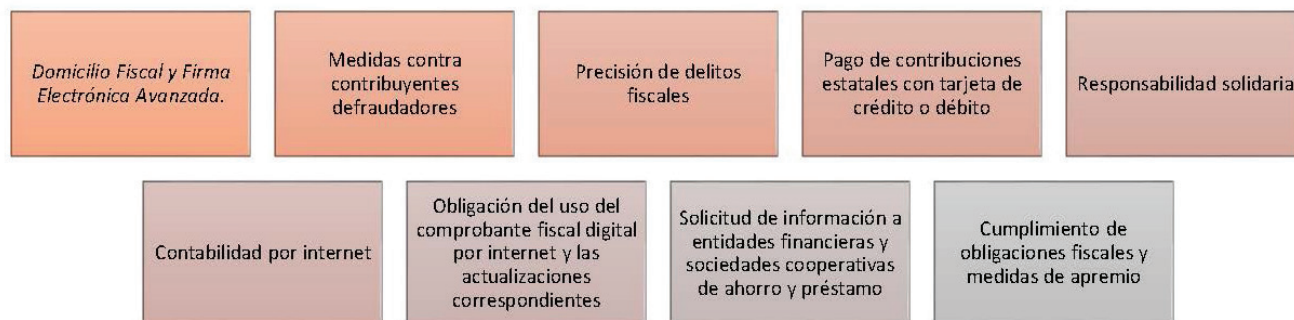 Domicilio Fiscal y Firma
Electrónica Avanzada.
Medidas contra
contribuyentes
defraudadores
Precisión de delitos
fiscales
Pago de contribuciones
estatales con tarjeta de
crédito o débito
Responsabilidad solidaria
Contabilidad por internet
Obligación del uso del
comprobante fiscal digital
por internet y las
actualizaciones
correspondientes
Solicitud de información a
entidades financieras y
sociedades cooperativas
de ahorro y préstamo
Cumplimiento de
obligaciones fiscales y
medidas de apremio